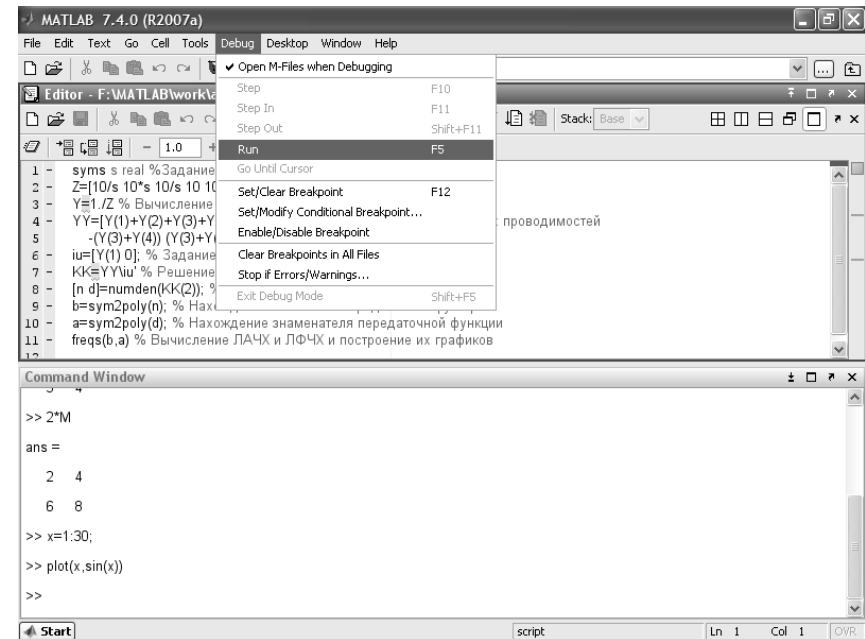 MATLAB 7.4.0 (R2007a)
File Edit Text Go Cell Tools Debug Desktop Window Help
Open M-Files when Debugging
Step F10
Step In F11
Step Out Shift+F11
Run F5
Go Until Cursor
Set/Clear Breakpoint F12
Set/Modify Conditional Breakpoint...
Enable/Disable Breakpoint
Clear Breakpoints in All Files
Stop if Errors/Warnings...
Exit Debug Mode Shift+F5
Editor - F:\MATLAB\work\a
Stack: Base
- 1.0 +
1 - syms s real %Задание
2 - Z=[10/s 10*s 10/s 10 10
3 - Y=1./Z % Вычисление
4 - YY=[Y(1)+Y(2)+Y(3)+Y проводимостей
5 -(Y(3)+Y(4)) (Y(3)+Y(
6 - iu=[Y(1) 0]; % Задание
7 - KK=YY\iu' % Решение
8 - [n d]=numden(KK(2)); %
9 - b=sym2poly(n); % Нахо
10 - a=sym2poly(d); % Нахождение знаменателя передаточной функции
11 - freqs(b,a) % Вычисление ЛАЧХ и ЛФЧХ и построение их графиков
12
Command Window
3 4
>> 2*M
ans =
2 4
6 8
>> x=1:30;
>> plot(x,sin(x))
>>
Start script Ln 1 Col 1 OVR